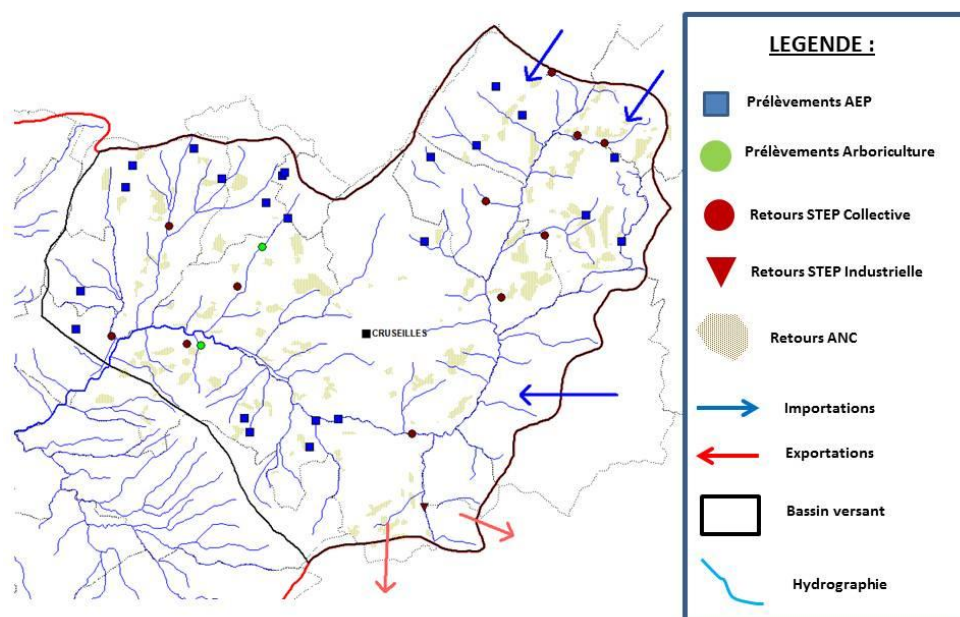 CRUSEILLES
LEGENDE :
Prélèvements AEP
Prélèvements Arboriculture
Retours STEP Collective
Retours STEP Industrielle
Retours ANC
Importations
Exportations
Bassin versant
Hydrographie